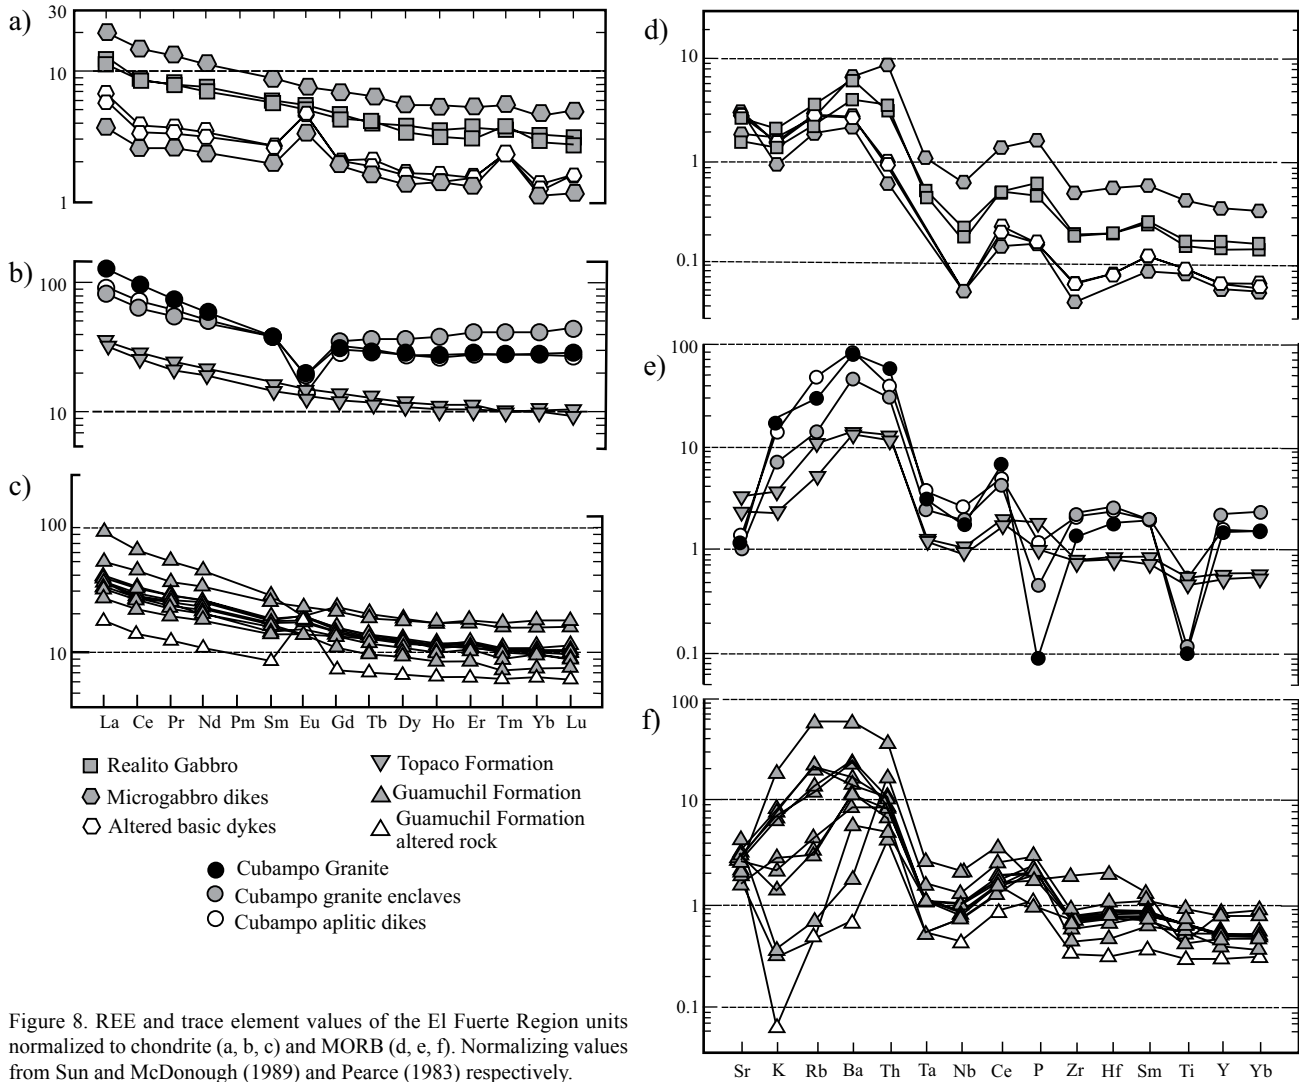 a)
30
10
1
b)
100
10
c)
100
10
La Ce Pr Nd Pm Sm Eu Gd Tb Dy Ho Er Tm Yb Lu
Realito Gabbro
Microgabbro dikes
Altered basic dykes
Topaco Formation
Guamuchil Formation
Guamuchil Formation
altered rock
Cubampo Granite
Cubampo granite enclaves
Cubampo aplitic dikes
d)
10
1
0.1
e)
100
10
1
0.1
f)
100
10
1
0.1
Sr K Rb Ba Th Ta Nb Ce P Zr Hf Sm Ti Y Yb
Figure 8. REE and trace element values of the El Fuerte Region units
normalized to chondrite (a, b, c) and MORB (d, e, f). Normalizing values
from Sun and McDonough (1989) and Pearce (1983) respectively.